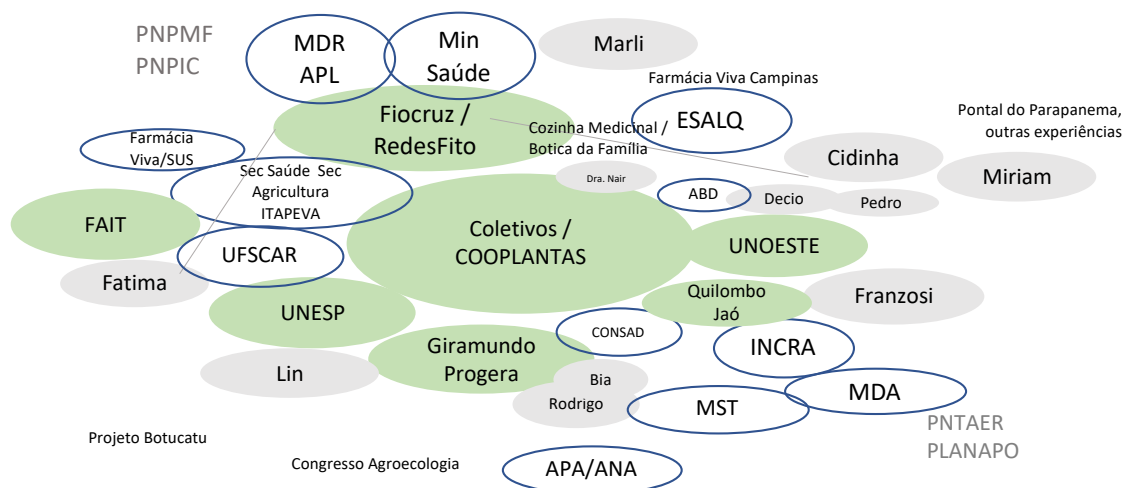 PNPMF
PNPIC
MDR
APL
Min
Saúde
Marli
Farmácia Viva Campinas
Fiocruz /
RedesFito
ESALQ
Cozinha Medicinal /
Botica da Família
Pontal do Parapanema,
outras experiências
Farmácia
Viva/SUS
Sec Saúde  Sec
Agricultura
ITAPEVA
Cidinha
Miriam
Dra. Nair
ABD
Decio
Pedro
FAIT
Coletivos /
COOPLANTAS
UNOESTE
UFSCAR
Fatima
Quilombo
Jaó
Franzosi
UNESP
CONSAD
Giramundo
Progera
INCRA
Lin
Bia
Rodrigo
MST
MDA
PNTAER
PLANAPO
Projeto Botucatu
Congresso Agroecologia
APA/ANA